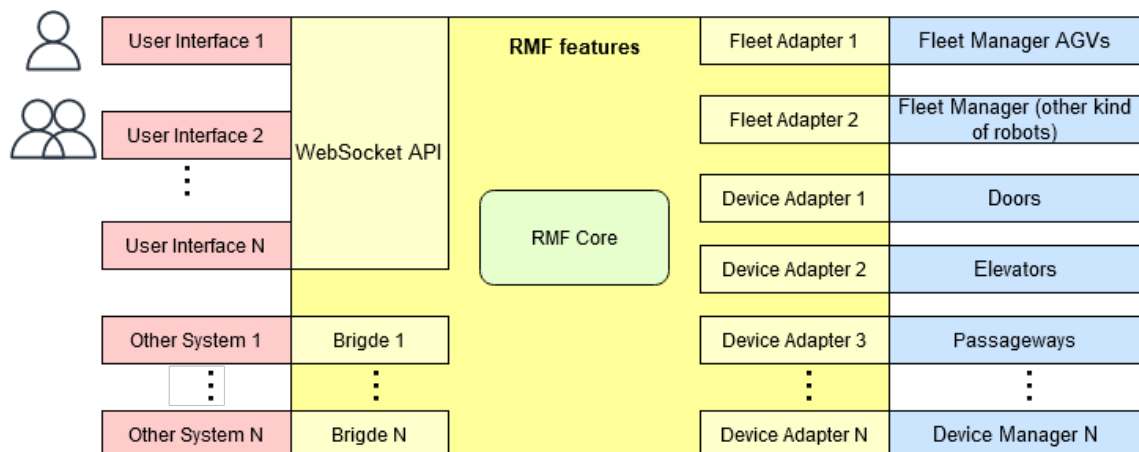 User Interface 1
RMF features
Fleet Adapter 1
Fleet Manager AGVs
User Interface 2
WebSocket API
Fleet Adapter 2
Fleet Manager (other kind
of robots)
Device Adapter 1
Doors
User Interface N
RMF Core
Device Adapter 2
Elevators
Other System 1
Brigde 1
Device Adapter 3
Passageways
Other System N
Brigde N
Device Adapter N
Device Manager N